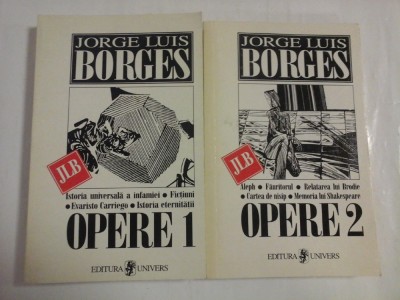 JORGE LUIS
BORGES
JLB
Istoria universală a infamiei • Ficțiuni
• Evaristo Carriego • Istoria eternității
OPERE 1
EDITURA UNIVERS
JORGE LUIS
BORGES
JLB
Aleph • Făuritorul • Relatarea lui Brodie
• Cartea de nisip • Memoria lui Shakespeare
OPERE 2
EDITURA UNIVERS